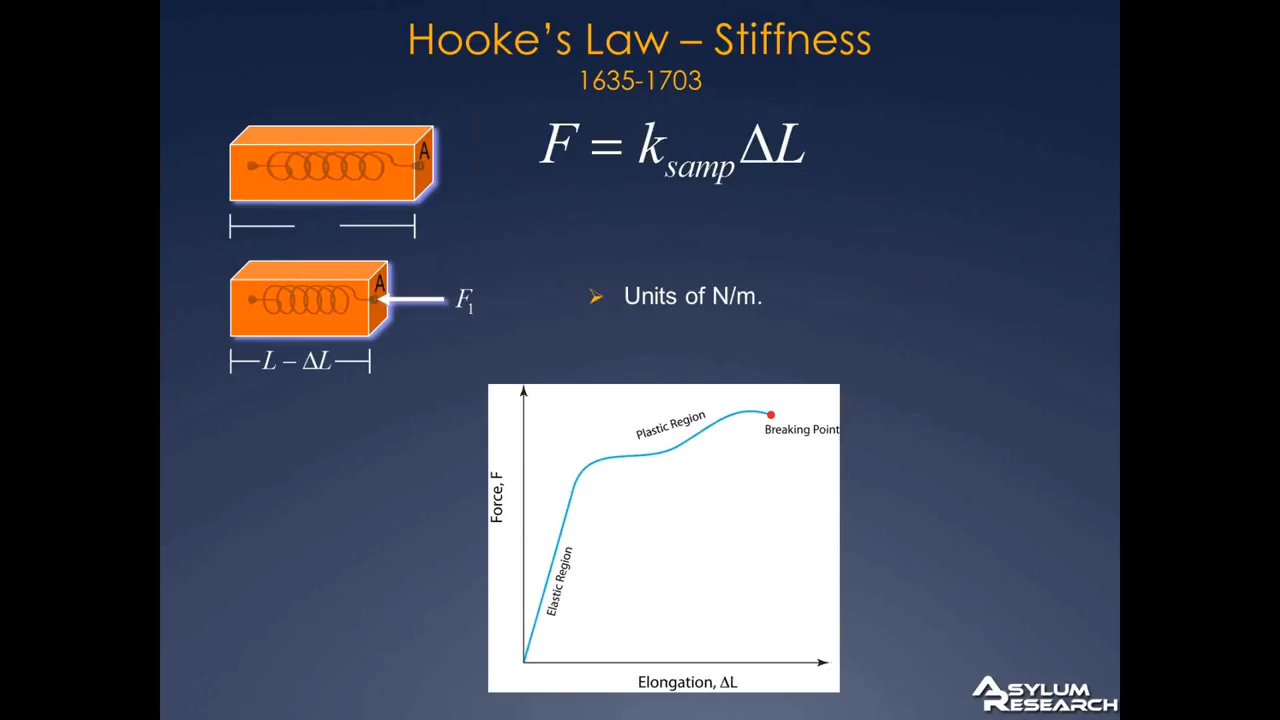 Hooke's Law – Stiffness
1635-1703
F = k_samp ΔL
A
A
F₁
L – ΔL
➢ Units of N/m.
Force, F
Elastic Region
Plastic Region
Breaking Point
Elongation, ΔL
ASYLUM
RESEARCH